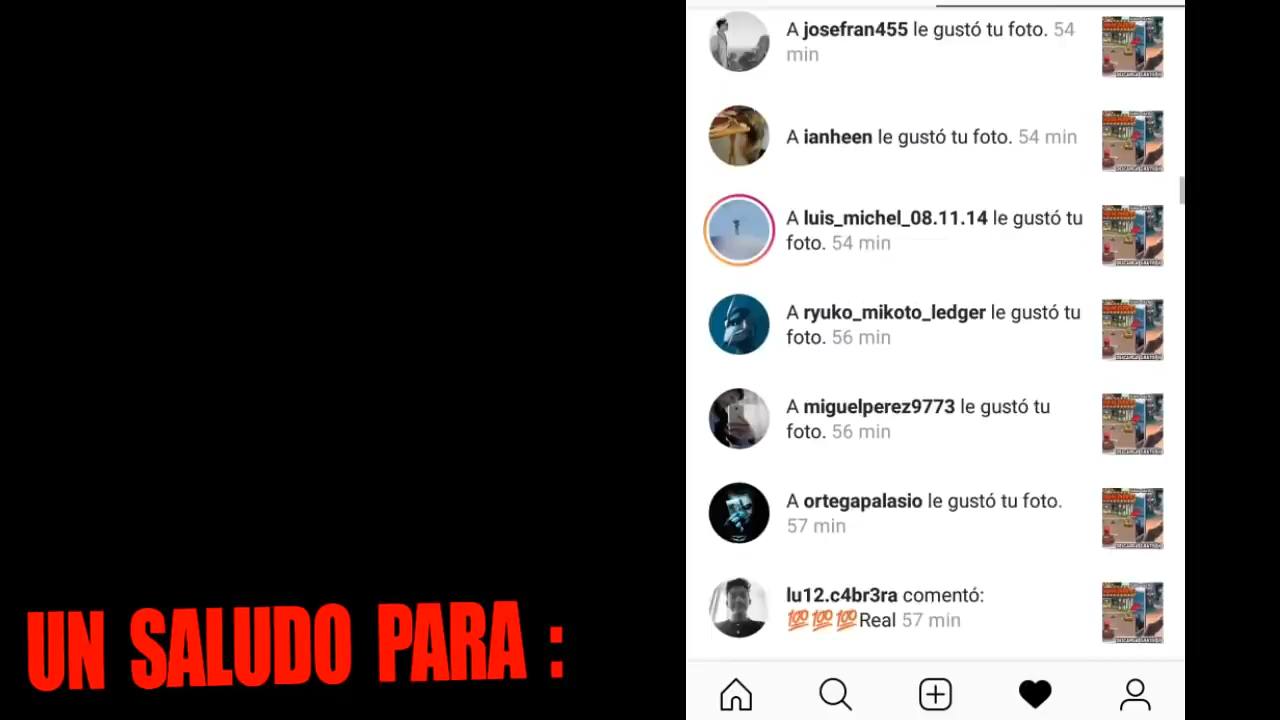 A josefran455 le gustó tu foto. 54
min
A ianheen le gustó tu foto. 54 min
A luis_michel_08.11.14 le gustó tu
foto. 54 min
A ryuko_mikoto_ledger le gustó tu
foto. 56 min
A miguelperez9773 le gustó tu
foto. 56 min
A ortegapalasio le gustó tu foto.
57 min
lu12.c4br3ra comentó:
💯💯💯Real 57 min
UN SALUDO PARA :